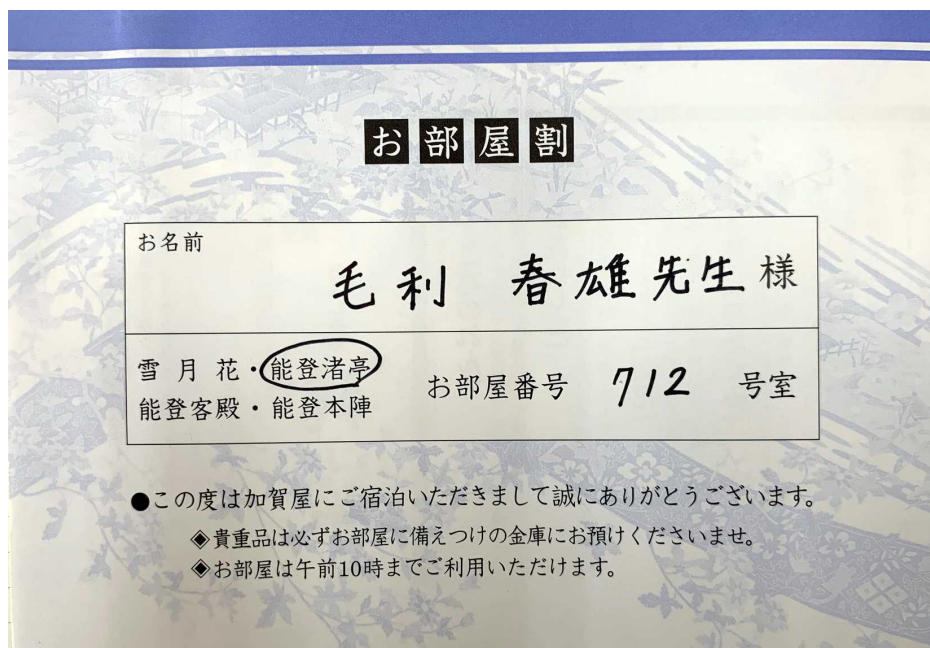 お部屋割
お名前
毛利 春雄先生様
雪月花・能登渚亭
能登客殿・能登本陣
お部屋番号 712 号室
●この度は加賀屋にご宿泊いただきまして誠にありがとうございます。
◈貴重品は必ずお部屋に備えつけの金庫にお預けくださいませ。
◈お部屋は午前10時までご利用いただけます。